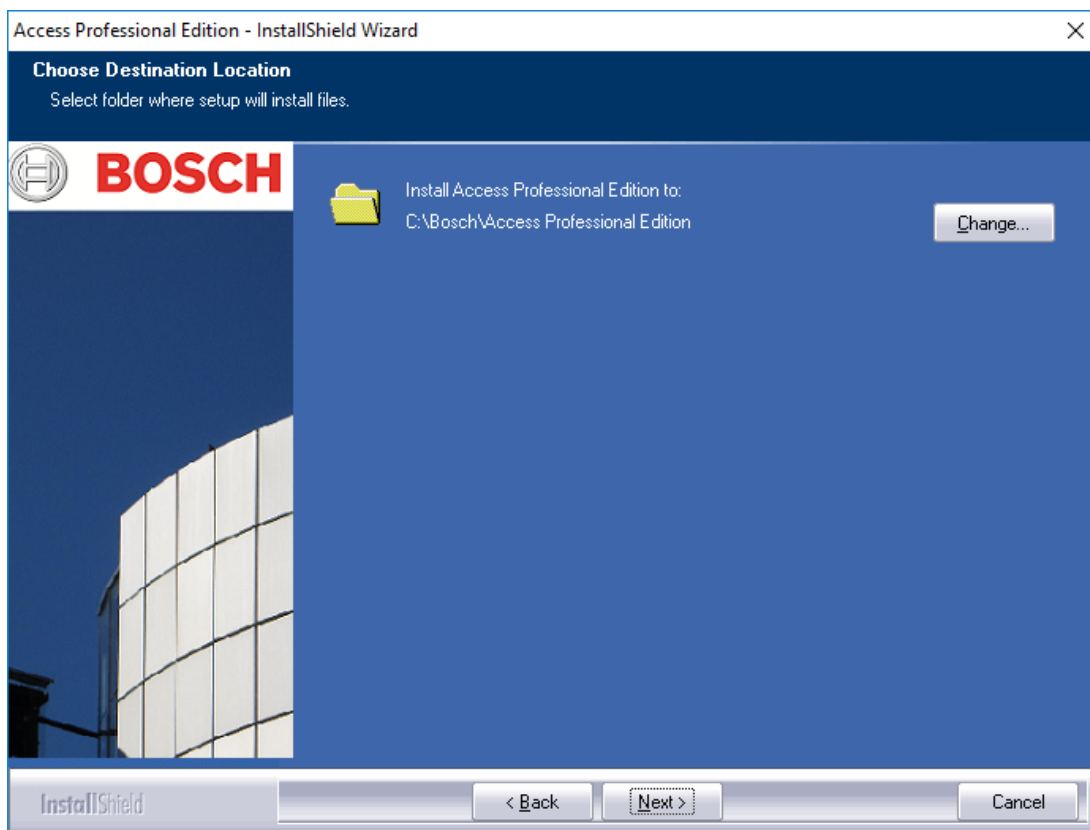 Access Professional Edition - InstallShield Wizard
Choose Destination Location
Select folder where setup will install files.
BOSCH
Install Access Professional Edition to:
C:\Bosch\Access Professional Edition
Change...
InstallShield
< Back
Next >
Cancel